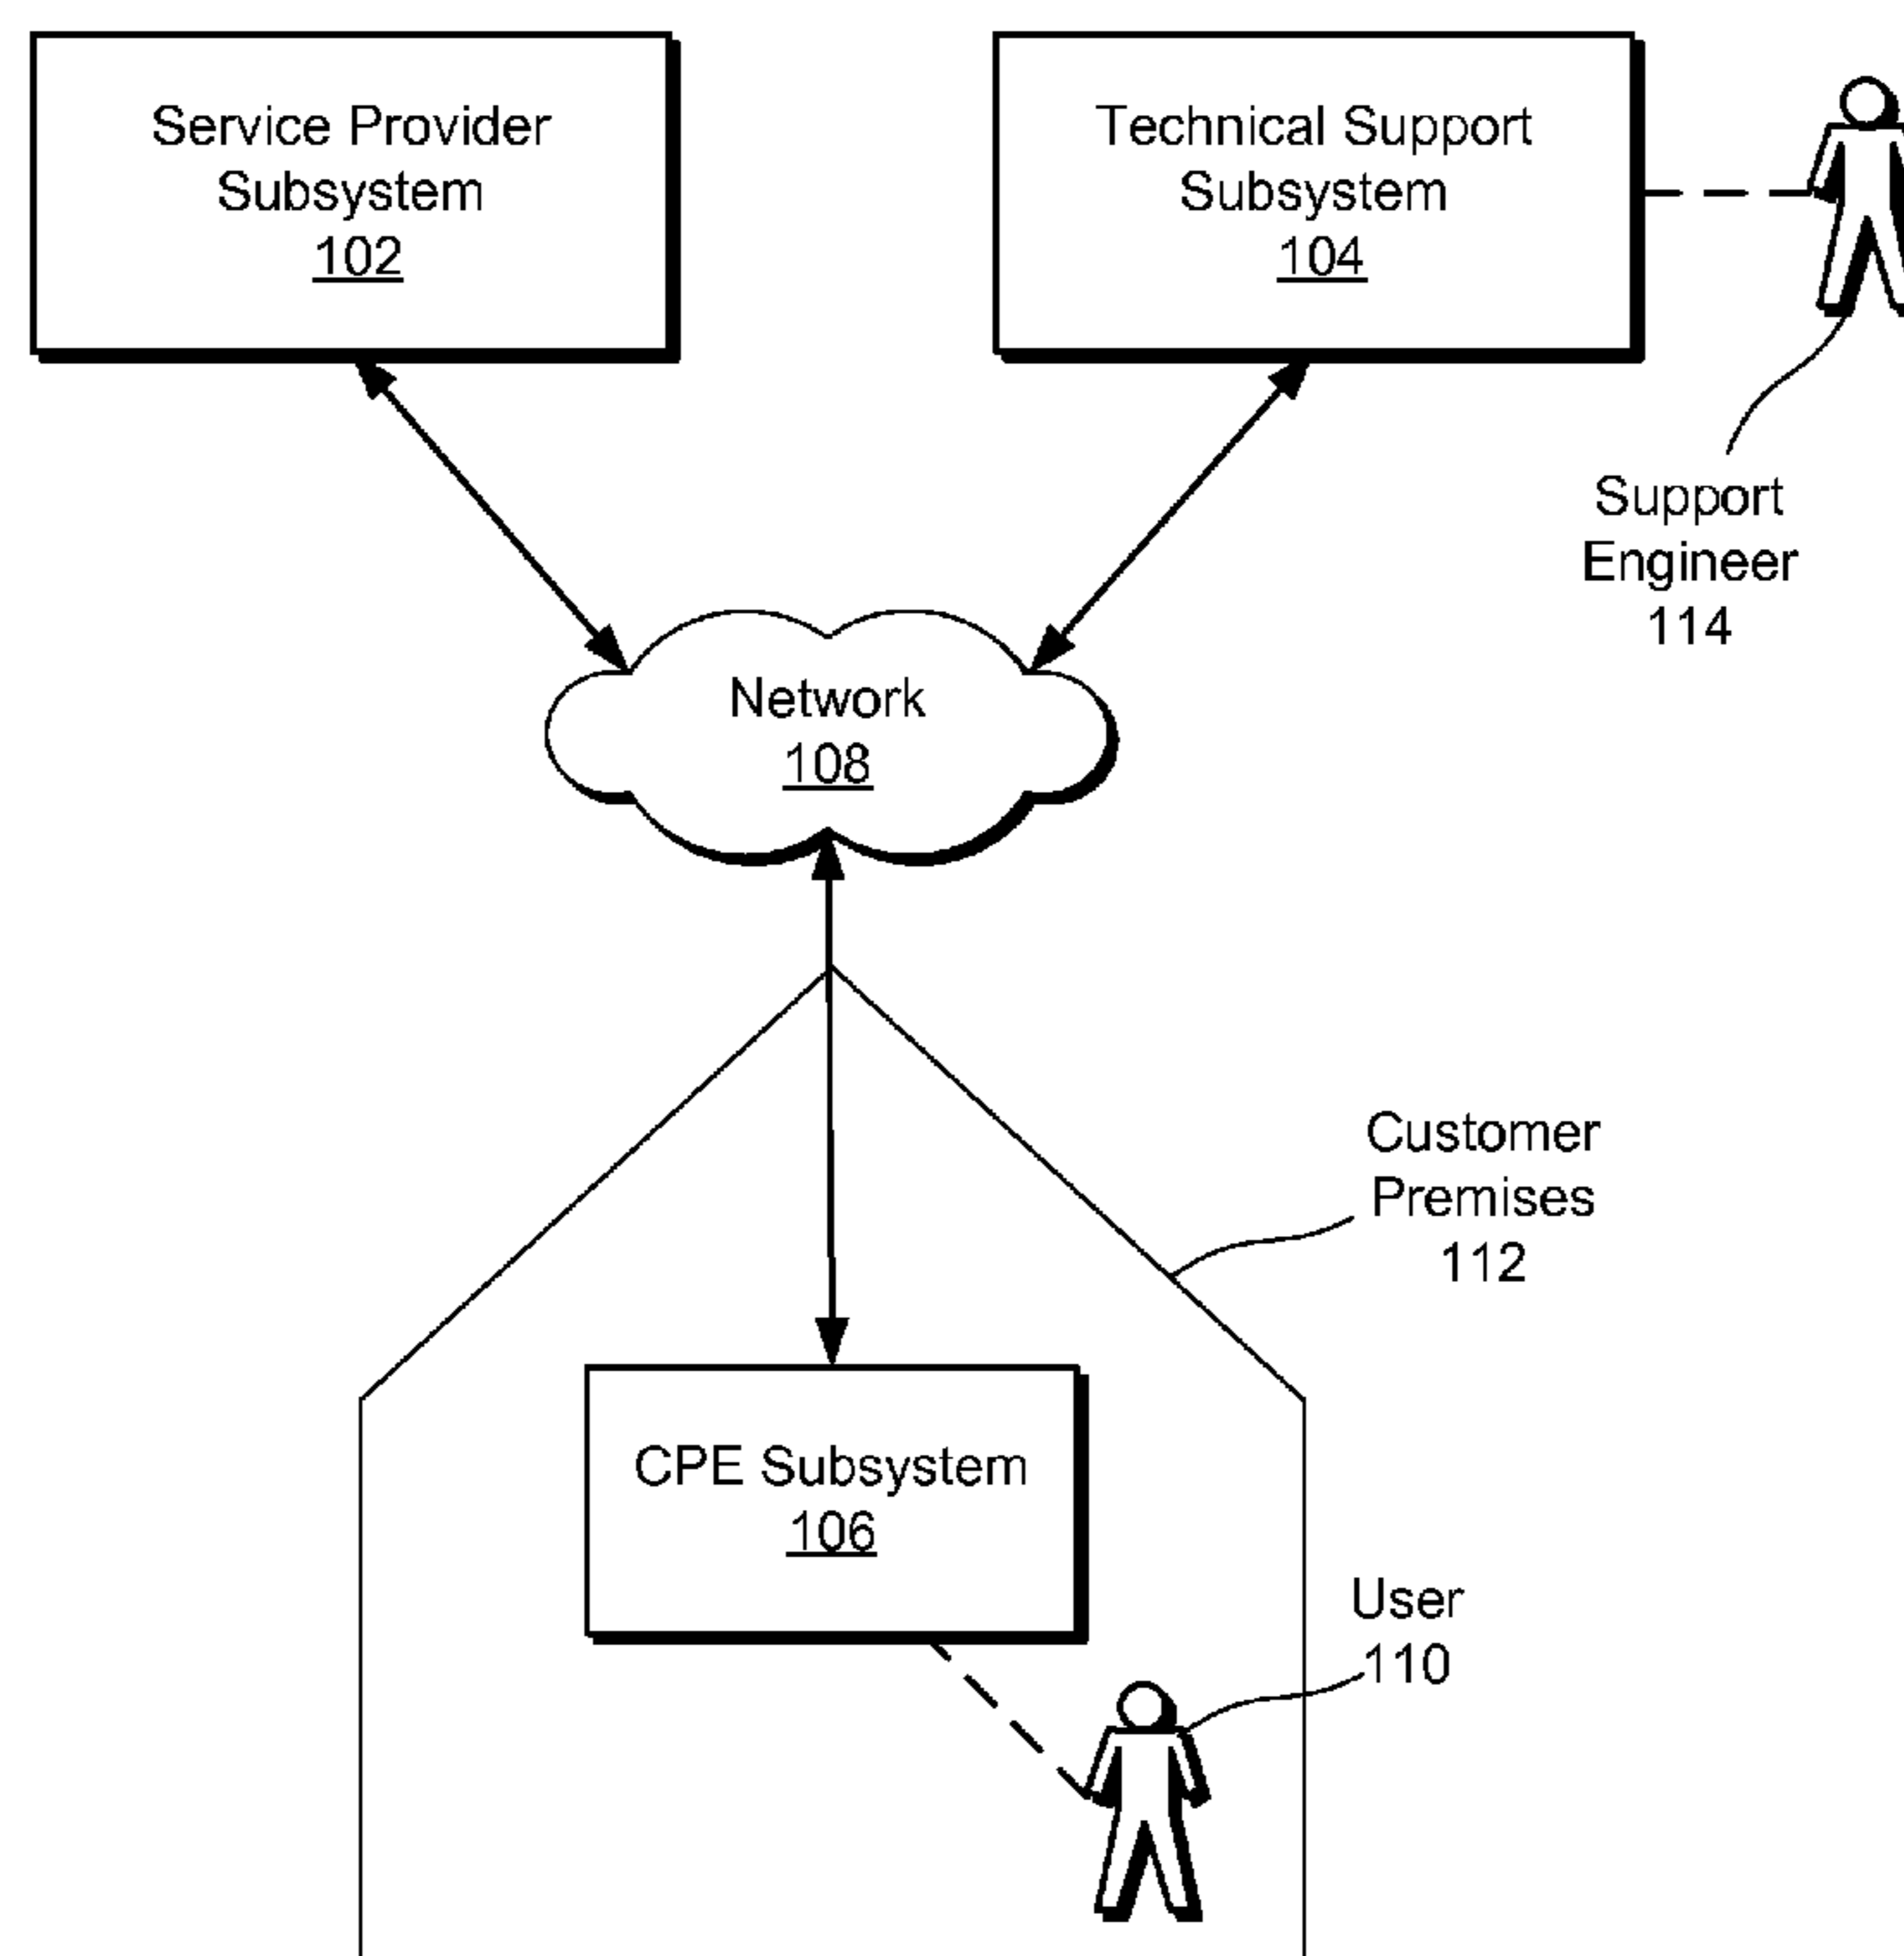 Service Provider
Subsystem
102
Technical Support
Subsystem
104
Support
Engineer
114
Network
108
Customer
Premises
112
CPE Subsystem
106
User
110